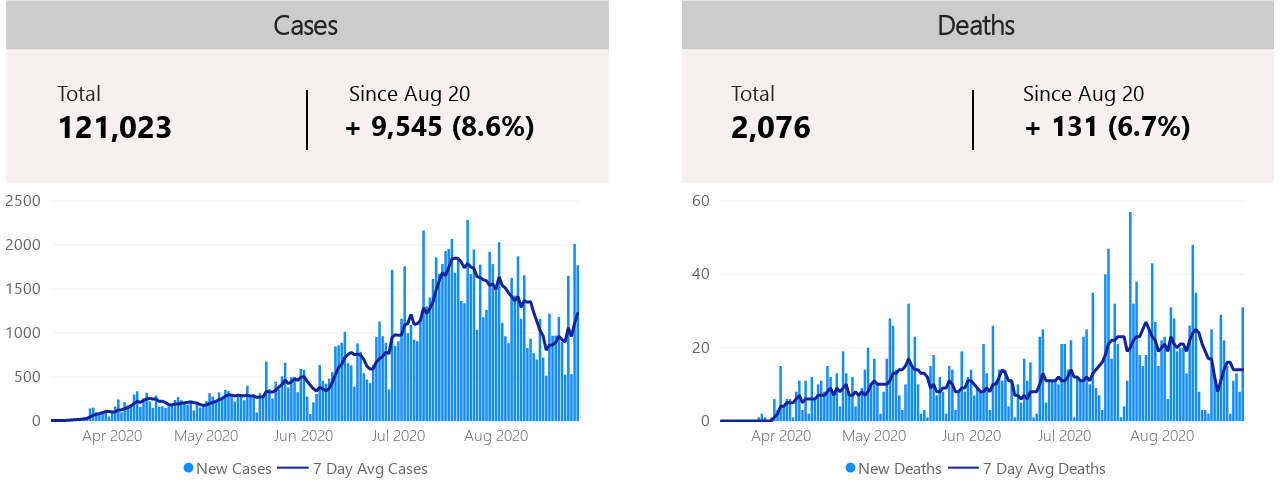 Cases
Total
121,023
Since Aug 20
+ 9,545 (8.6%)
2500
2000
1500
1000
500
0
Apr 2020 May 2020 Jun 2020 Jul 2020 Aug 2020
New Cases 7 Day Avg Cases
Deaths
Total
2,076
Since Aug 20
+ 131 (6.7%)
60
40
20
0
Apr 2020 May 2020 Jun 2020 Jul 2020 Aug 2020
New Deaths 7 Day Avg Deaths